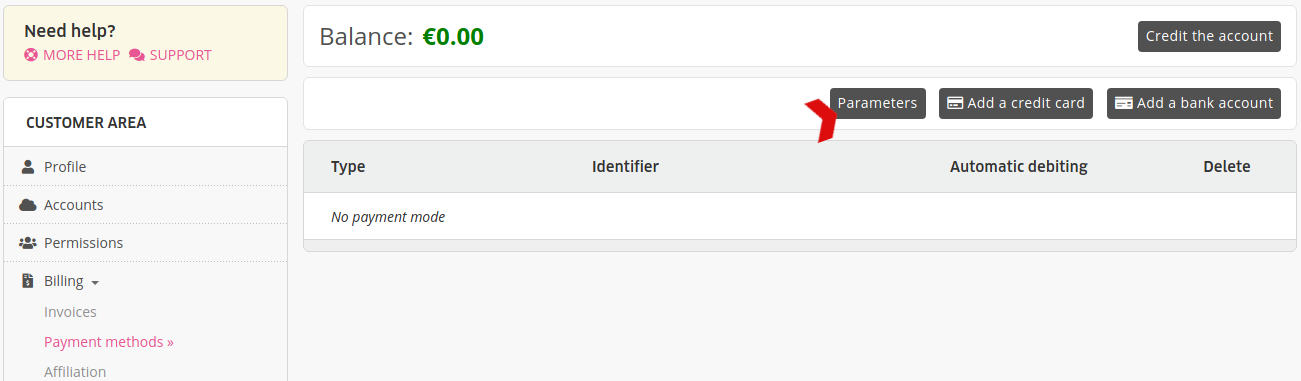 Need help?
MORE HELP SUPPORT
CUSTOMER AREA
Profile
Accounts
Permissions
Billing
Invoices
Payment methods »
Affiliation
Balance: €0.00
Credit the account
Parameters Add a credit card Add a bank account
Type Identifier Automatic debiting Delete
No payment mode